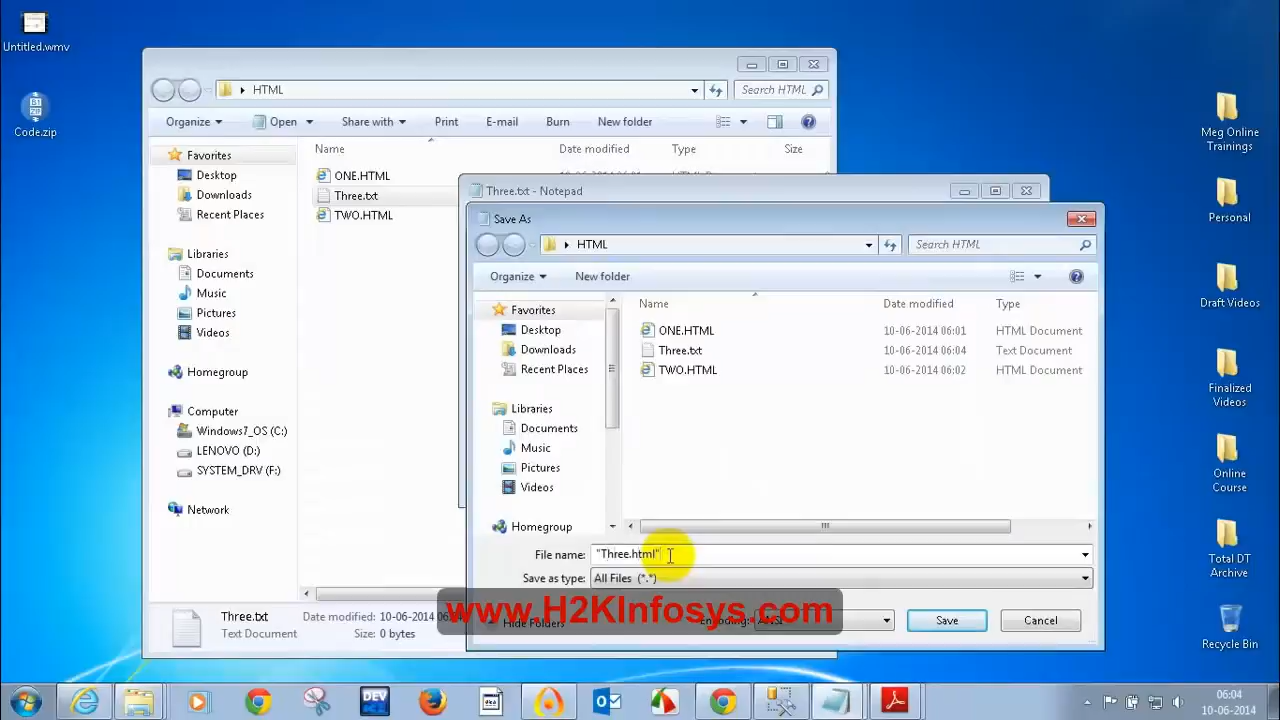 Untitled.wmv
Code.zip
HTML
Search HTML
Organize Open Share with Print E-mail Burn New folder
Name Date modified Type Size
Favorites
Desktop
Downloads
Recent Places
Libraries
Documents
Music
Pictures
Videos
Homegroup
Computer
Windows7_OS (C:)
LENOVO (D:)
SYSTEM_DRV (F:)
Network
ONE.HTML
Three.txt
TWO.HTML
Three.txt Date modified: 10-06-2014 06:04
Text Document Size: 0 bytes
Three.txt - Notepad
Save As
HTML
Search HTML
Organize New folder
Favorites
Desktop
Downloads
Recent Places
Libraries
Documents
Music
Pictures
Videos
Homegroup
Name Date modified Type
ONE.HTML 10-06-2014 06:01 HTML Document
Three.txt 10-06-2014 06:04 Text Document
TWO.HTML 10-06-2014 06:02 HTML Document
File name: "Three.html"
Save as type: All Files (*.*)
Hide Folders Encoding: ANSI Save Cancel
www.H2KInfosys.com
Meg Online
Trainings
Personal
Draft Videos
Finalized
Videos
Online
Course
Total DT
Archive
Recycle Bin
DEV
06:04
10-06-2014